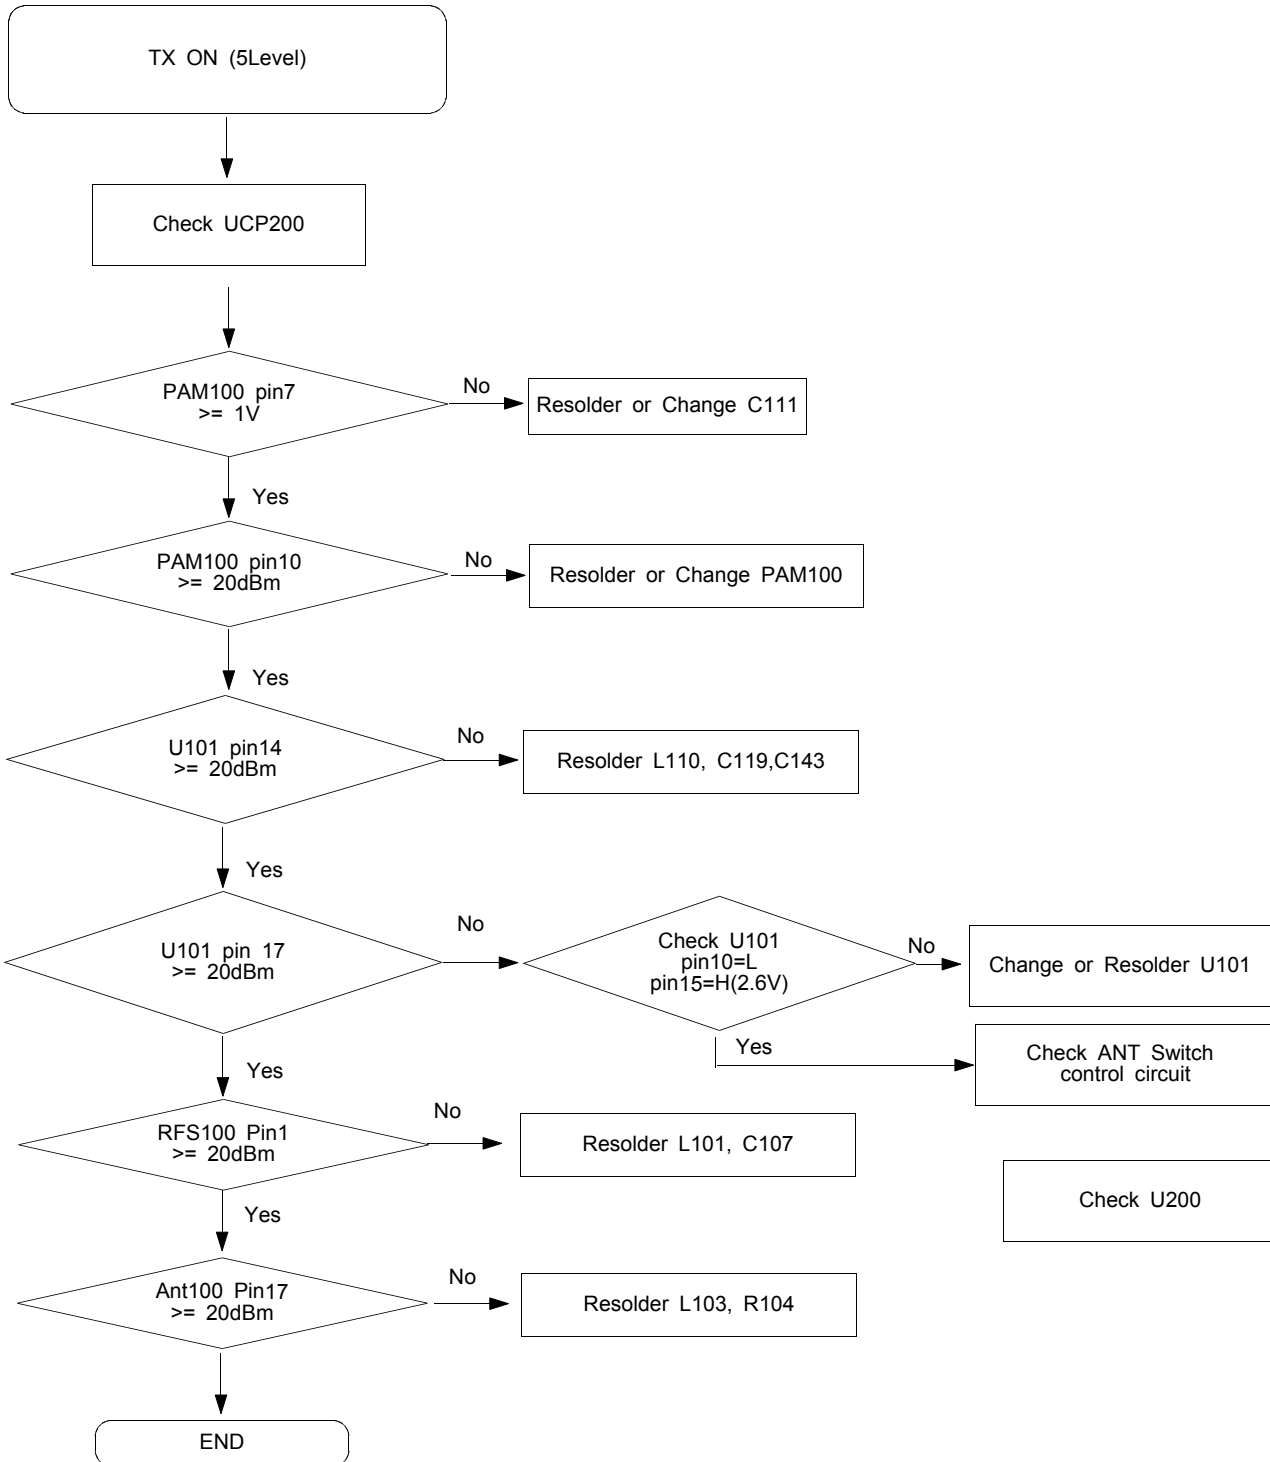 TX ON (5Level)
Check UCP200
PAM100 pin7
>= 1V
No
Resolder or Change C111
Yes
PAM100 pin10
>= 20dBm
No
Resolder or Change PAM100
Yes
U101 pin14
>= 20dBm
No
Resolder L110, C119,C143
Yes
U101 pin 17
>= 20dBm
No
Check U101
pin10=L
pin15=H(2.6V)
No
Change or Resolder U101
Yes
Check ANT Switch
control circuit
Yes
RFS100 Pin1
>= 20dBm
No
Resolder L101, C107
Check U200
Yes
Ant100 Pin17
>= 20dBm
No
Resolder L103, R104
END